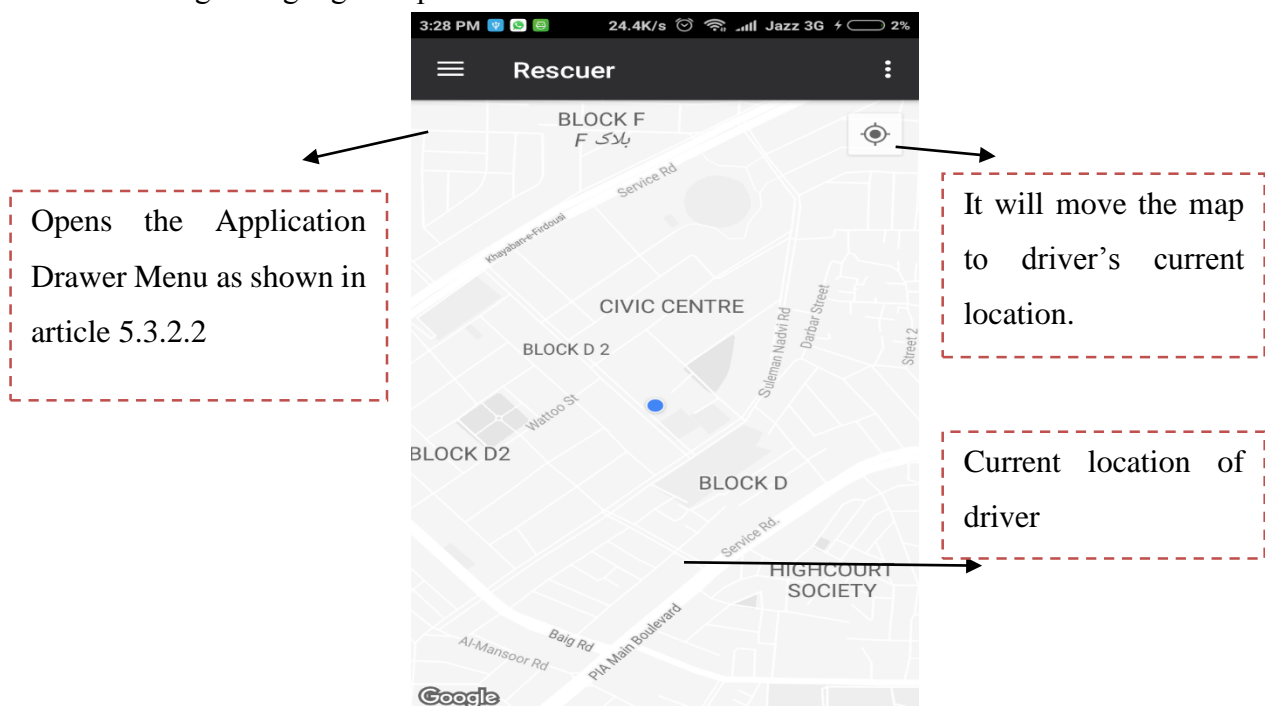 3:28 PM 24.4K/s Jazz 3G 2%
Rescuer
BLOCK F
بلاک F
Service Rd
Khayaban-e-Firdousi
Opens the Application
Drawer Menu as shown in
article 5.3.2.2
It will move the map
to driver’s current
location.
CIVIC CENTRE
Suleman Nadvi Rd
Darbar Street
Street 2
BLOCK D 2
Wattoo St
BLOCK D2
BLOCK D
Current location of
driver
Service Rd.
HIGHCOURT
SOCIETY
Baig Rd
PIA Main Boulevard
Al-Mansoor Rd
Google